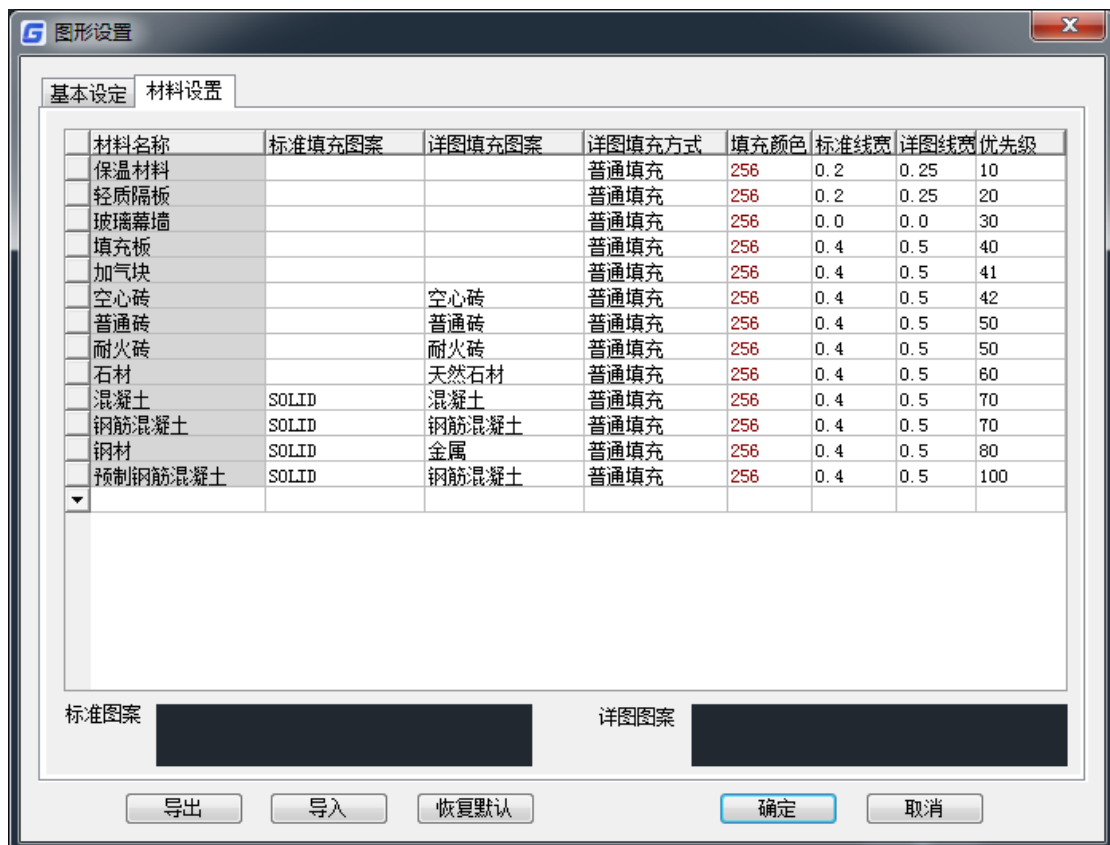 图形设置
基本设定 材料设置
材料名称 标准填充图案 详图填充图案 详图填充方式 填充颜色 标准线宽 详图线宽 优先级
保温材料 普通填充 256 0.2 0.25 10
轻质隔板 普通填充 256 0.2 0.25 20
玻璃幕墙 普通填充 256 0.0 0.0 30
填充板 普通填充 256 0.4 0.5 40
加气块 普通填充 256 0.4 0.5 41
空心砖 空心砖 普通填充 256 0.4 0.5 42
普通砖 普通砖 普通填充 256 0.4 0.5 50
耐火砖 耐火砖 普通填充 256 0.4 0.5 50
石材 天然石材 普通填充 256 0.4 0.5 60
混凝土 SOLID 混凝土 普通填充 256 0.4 0.5 70
钢筋混凝土 SOLID 钢筋混凝土 普通填充 256 0.4 0.5 70
钢材 SOLID 金属 普通填充 256 0.4 0.5 80
预制钢筋混凝土 SOLID 钢筋混凝土 普通填充 256 0.4 0.5 100
标准图案 详图图案
导出 导入 恢复默认 确定 取消